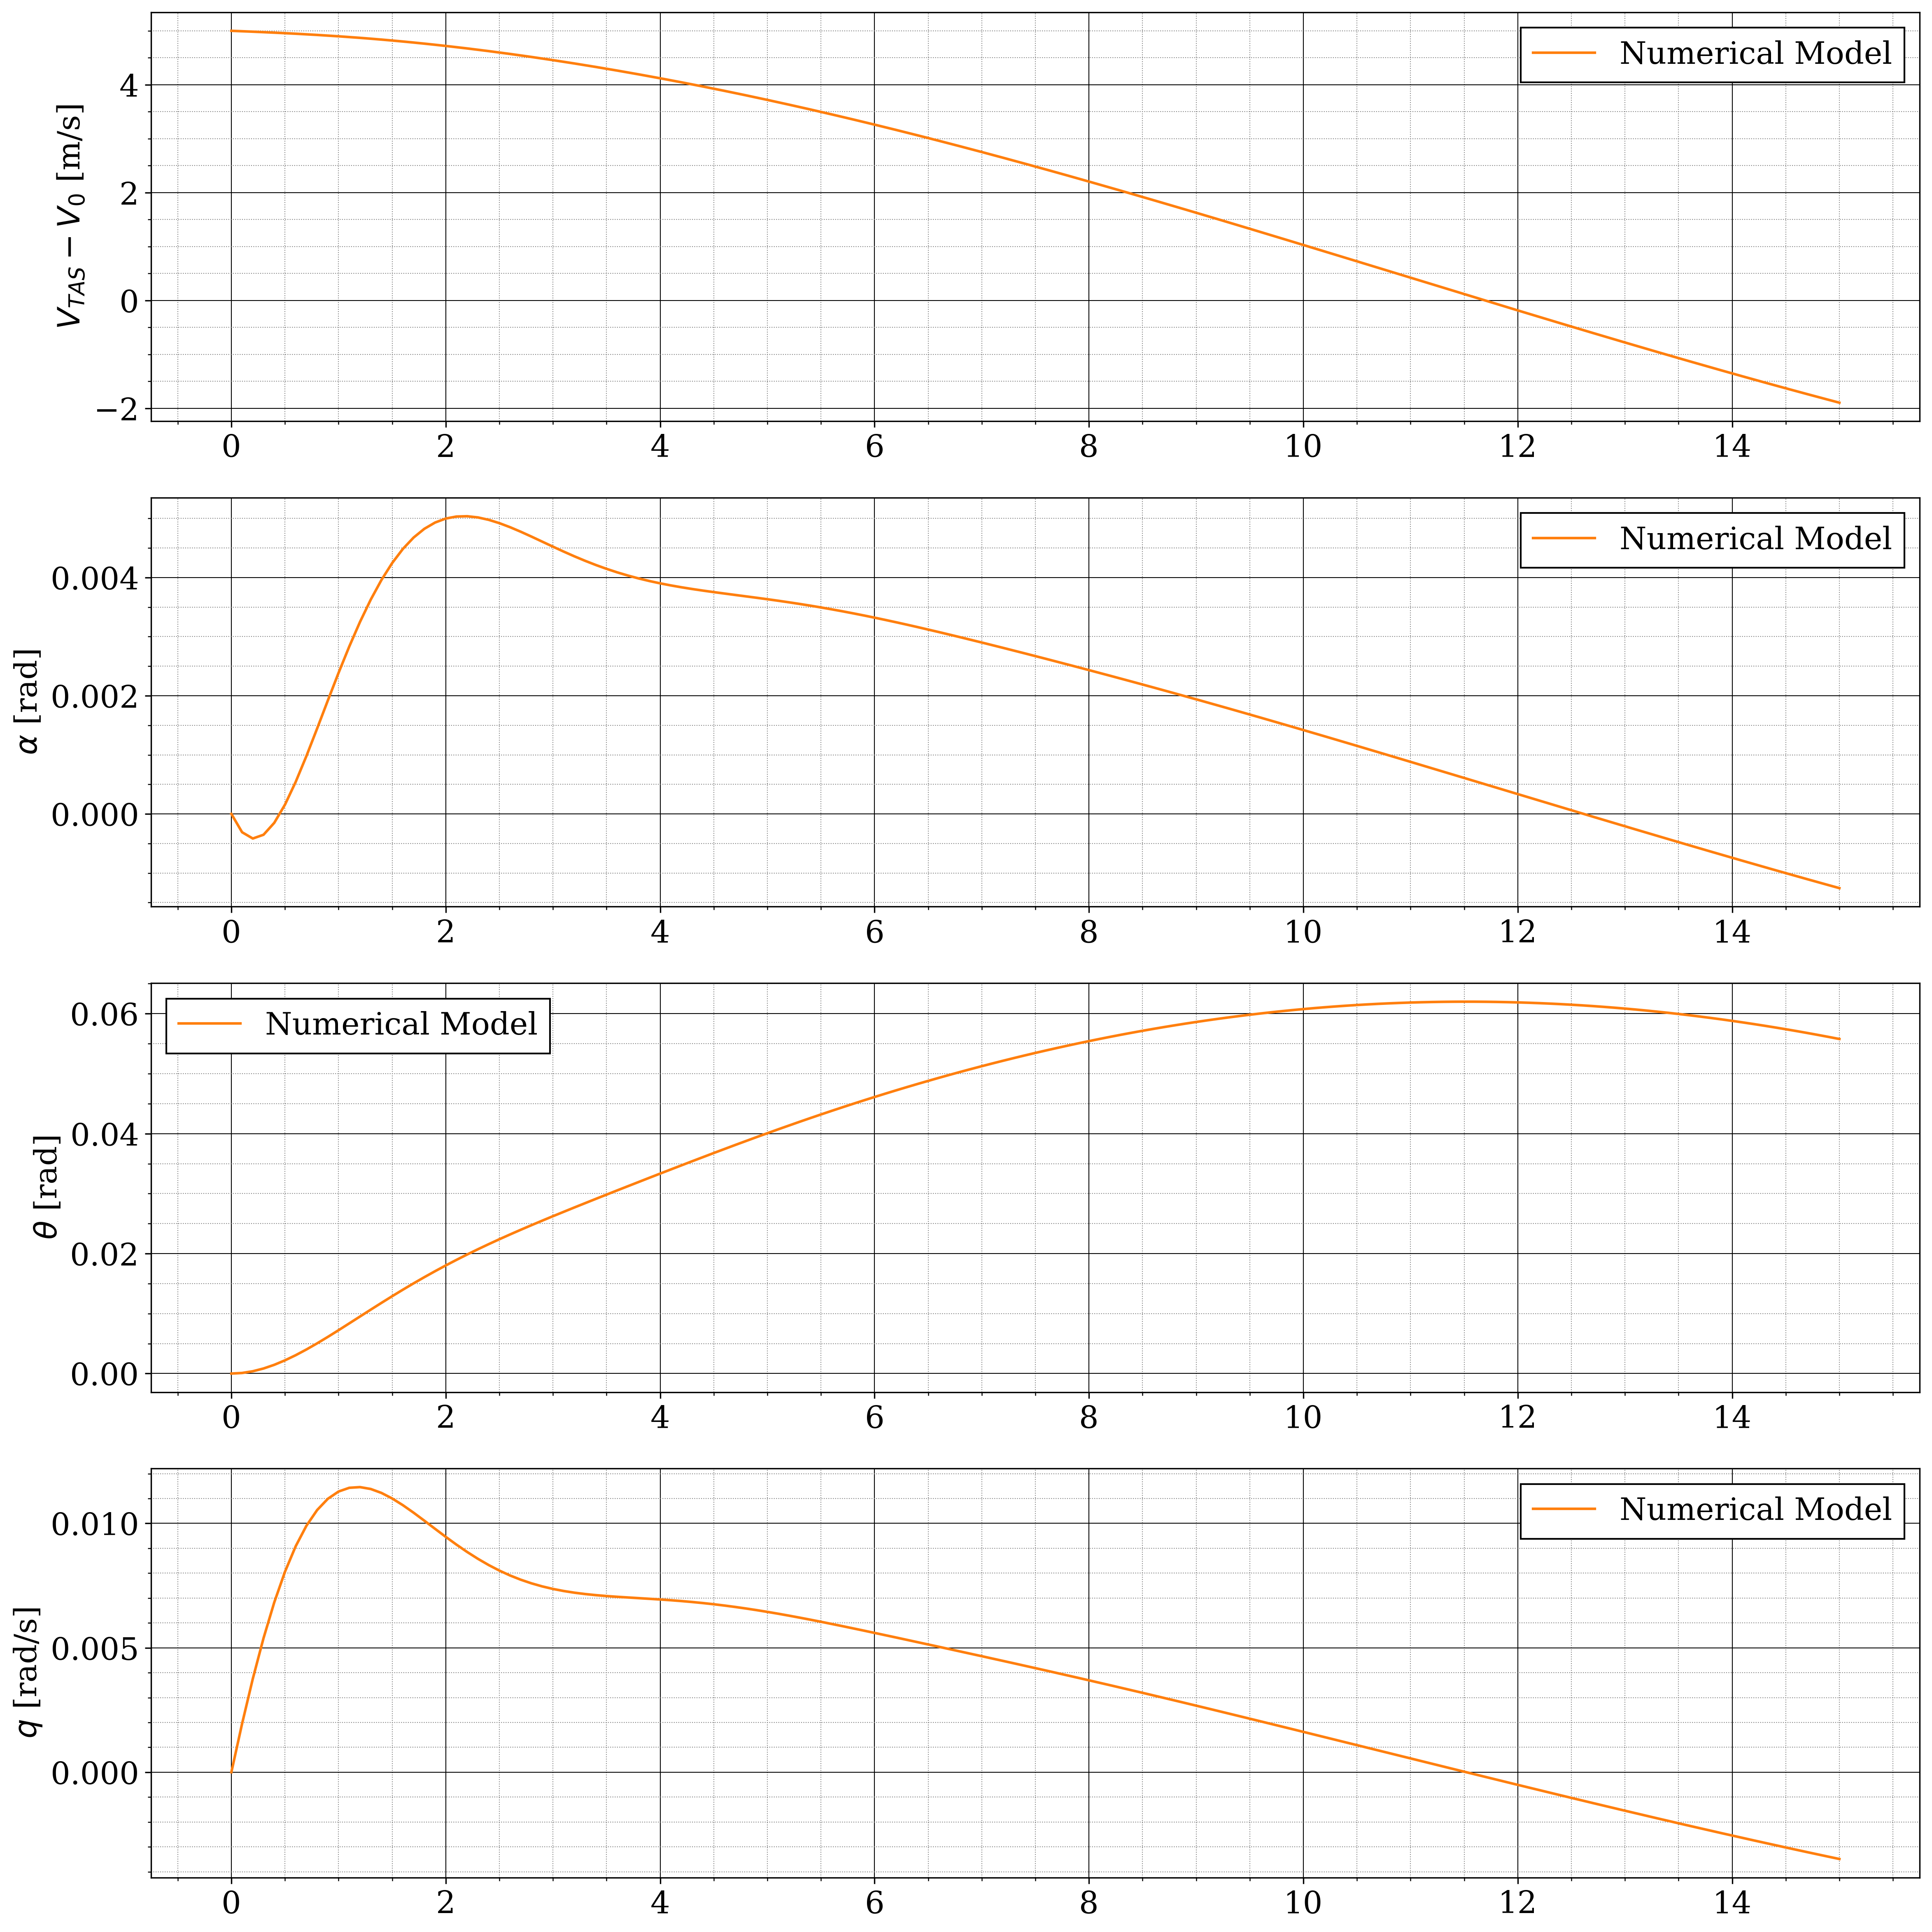 V_TAS − V_0 [m/s]
4
2
0
−2
Numerical Model
0 2 4 6 8 10 12 14
α [rad]
0.004
0.002
0.000
Numerical Model
0 2 4 6 8 10 12 14
θ [rad]
0.06
0.04
0.02
0.00
Numerical Model
0 2 4 6 8 10 12 14
q [rad/s]
0.010
0.005
0.000
Numerical Model
0 2 4 6 8 10 12 14